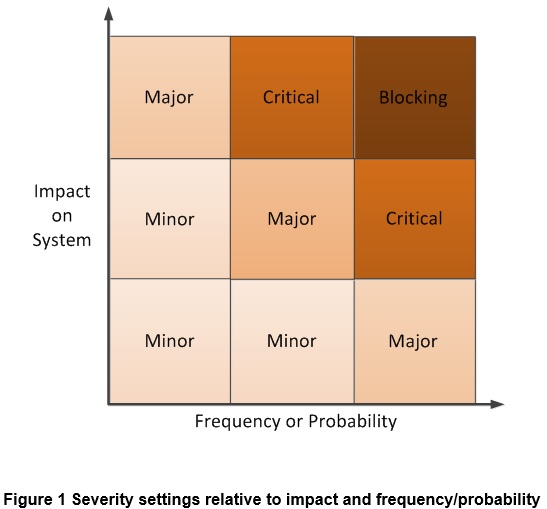 Major Critical Blocking
Impact
on
System
Minor Major Critical
Minor Minor Major
Frequency or Probability
Figure 1 Severity settings relative to impact and frequency/probability